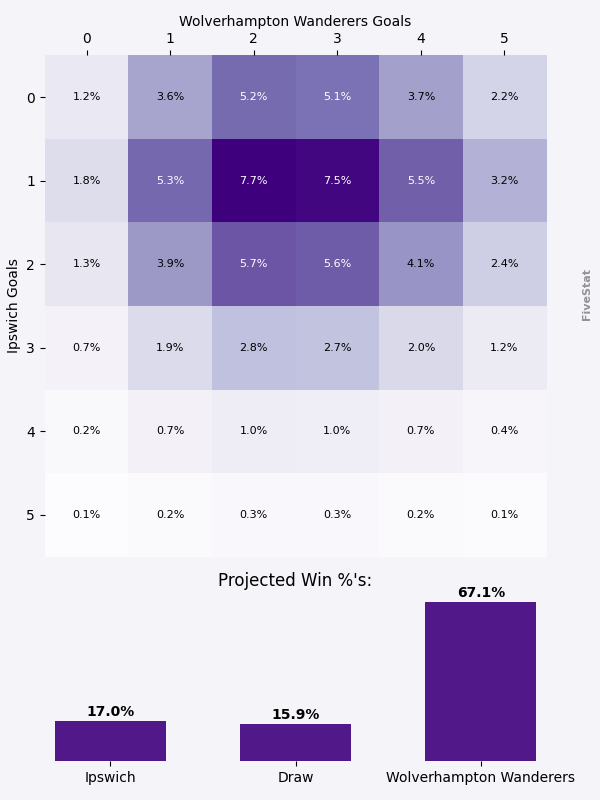 Wolverhampton Wanderers Goals
0 1 2 3 4 5
0 1.2% 3.6% 5.2% 5.1% 3.7% 2.2%
1 1.8% 5.3% 7.7% 7.5% 5.5% 3.2%
2 1.3% 3.9% 5.7% 5.6% 4.1% 2.4%
3 0.7% 1.9% 2.8% 2.7% 2.0% 1.2%
4 0.2% 0.7% 1.0% 1.0% 0.7% 0.4%
5 0.1% 0.2% 0.3% 0.3% 0.2% 0.1%
Ipswich Goals
FiveStat
Projected Win %'s:
17.0% 15.9% 67.1%
Ipswich Draw Wolverhampton Wanderers